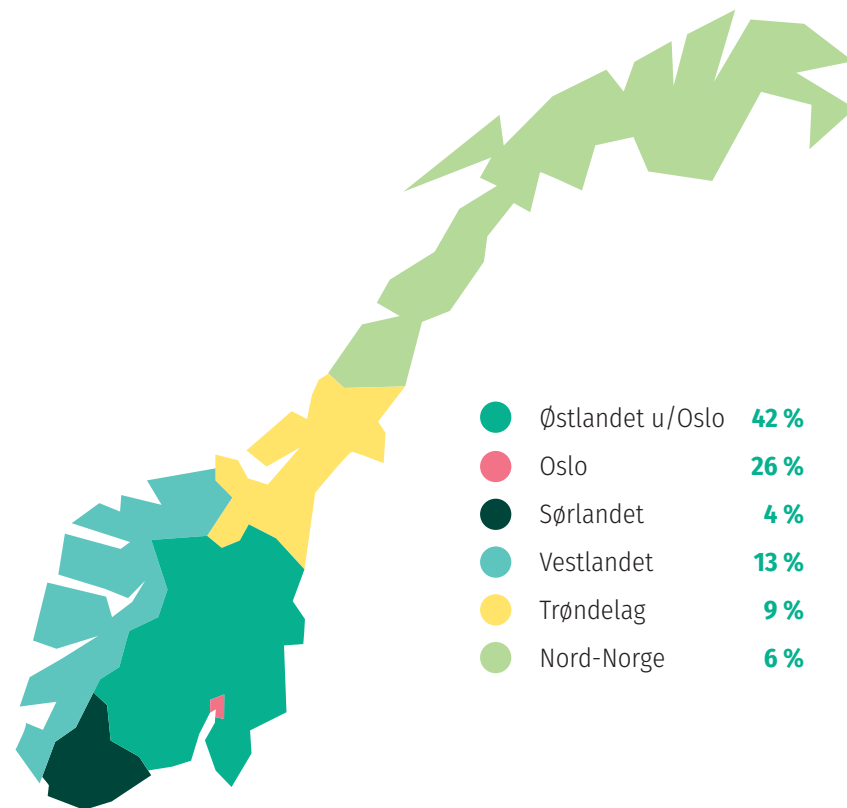 Østlandet u/Oslo 42 %
Oslo 26 %
Sørlandet 4 %
Vestlandet 13 %
Trøndelag 9 %
Nord-Norge 6 %